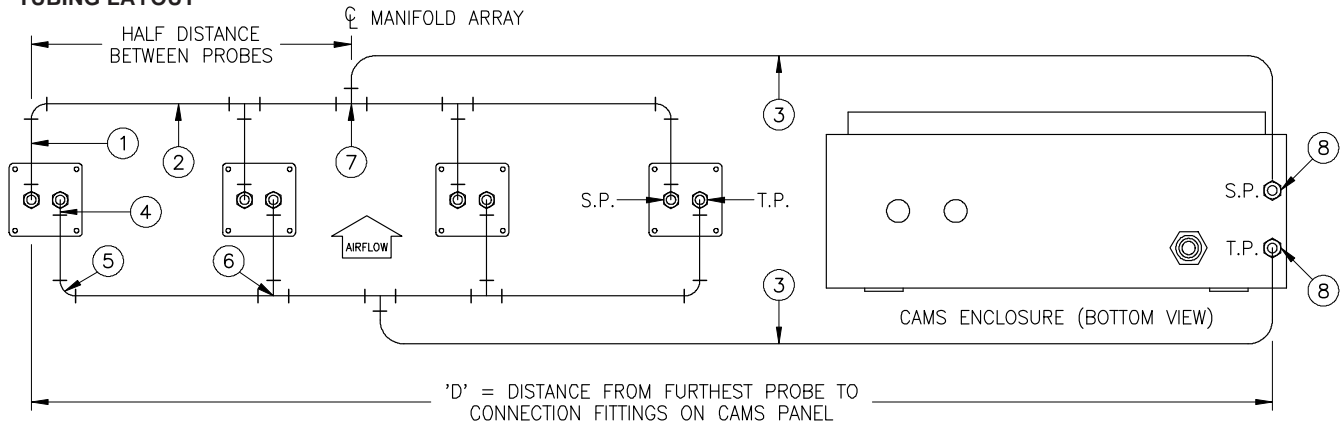 TUBING LAYOUT
℄ MANIFOLD ARRAY
HALF DISTANCE
BETWEEN PROBES
3
1
2
7
8
S.P.
T.P.
S.P.
4
AIRFLOW
T.P.
5
6
8
3
CAMS ENCLOSURE (BOTTOM VIEW)
'D' = DISTANCE FROM FURTHEST PROBE TO
CONNECTION FITTINGS ON CAMS PANEL